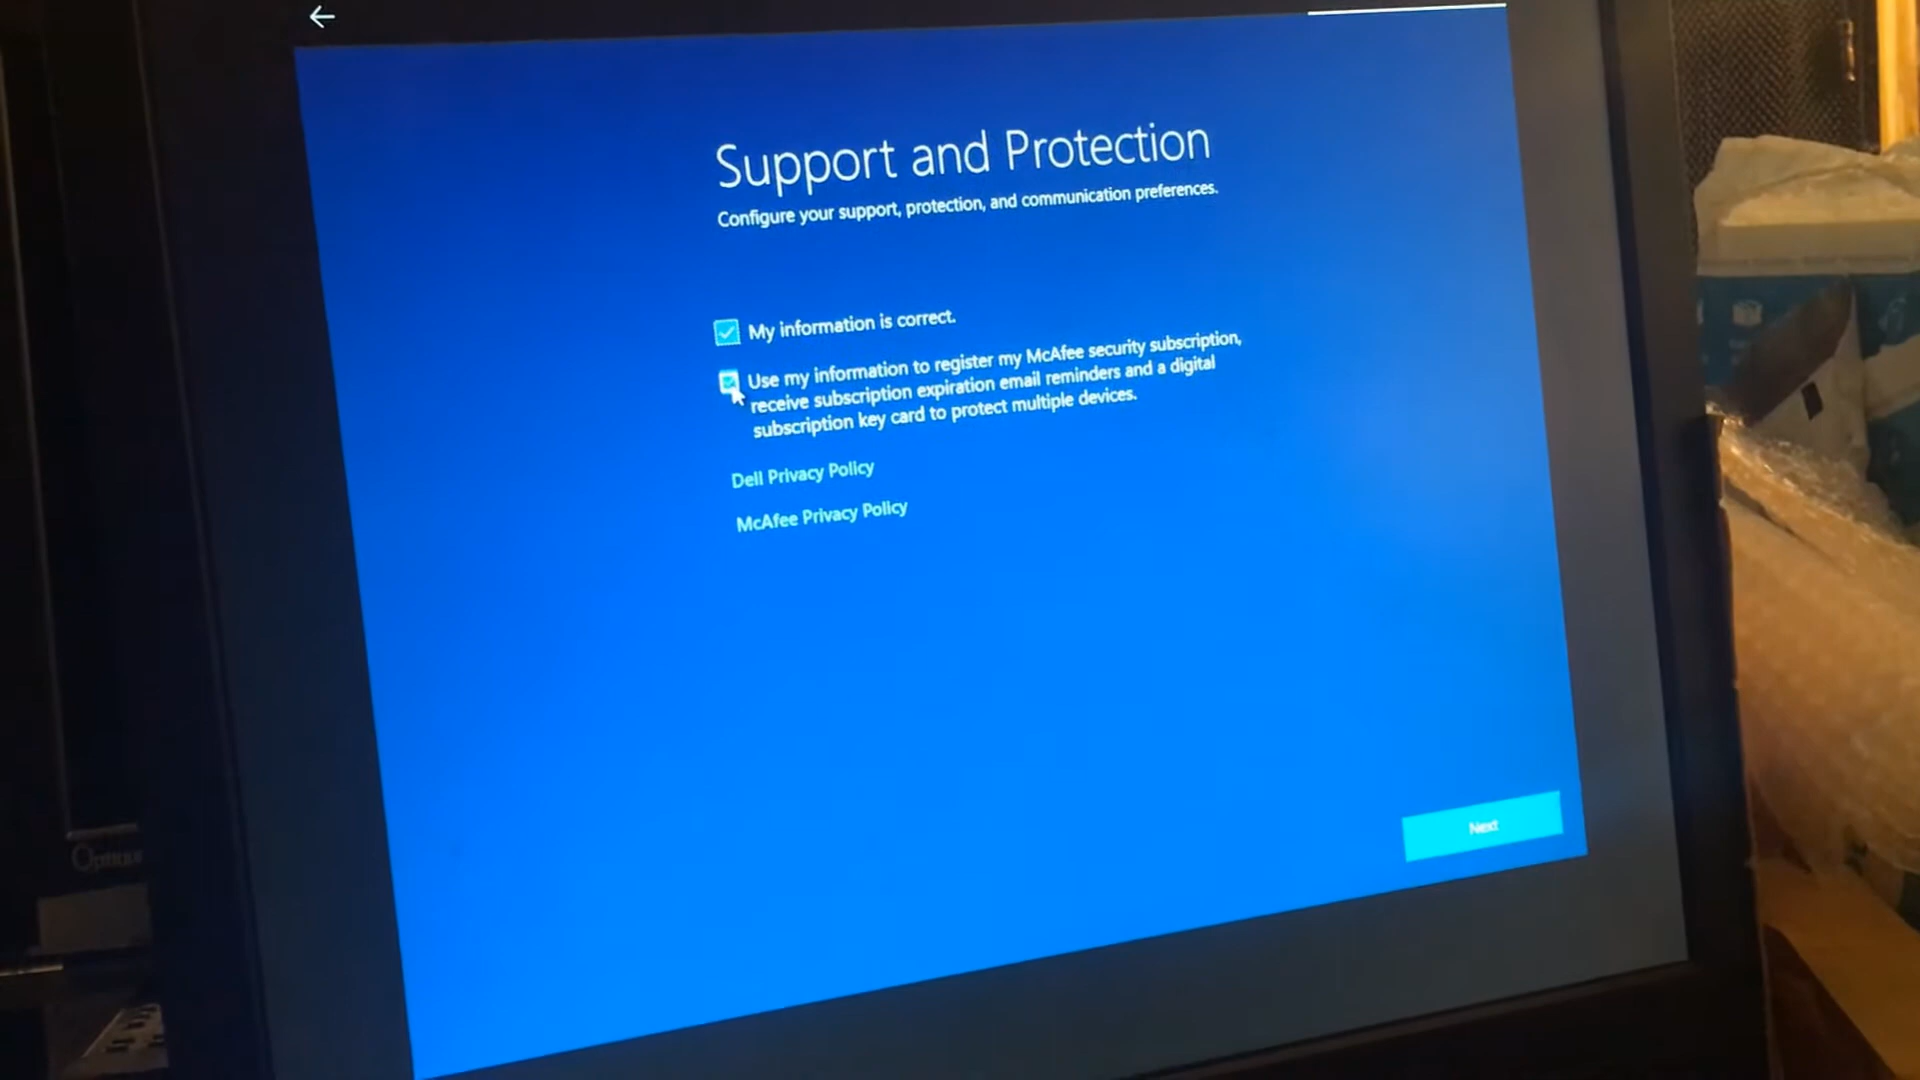 Support and Protection
Configure your support, protection, and communication preferences.
My information is correct.
Use my information to register my McAfee security subscription,
receive subscription expiration email reminders and a digital
subscription key card to protect multiple devices.
Dell Privacy Policy
McAfee Privacy Policy
Next